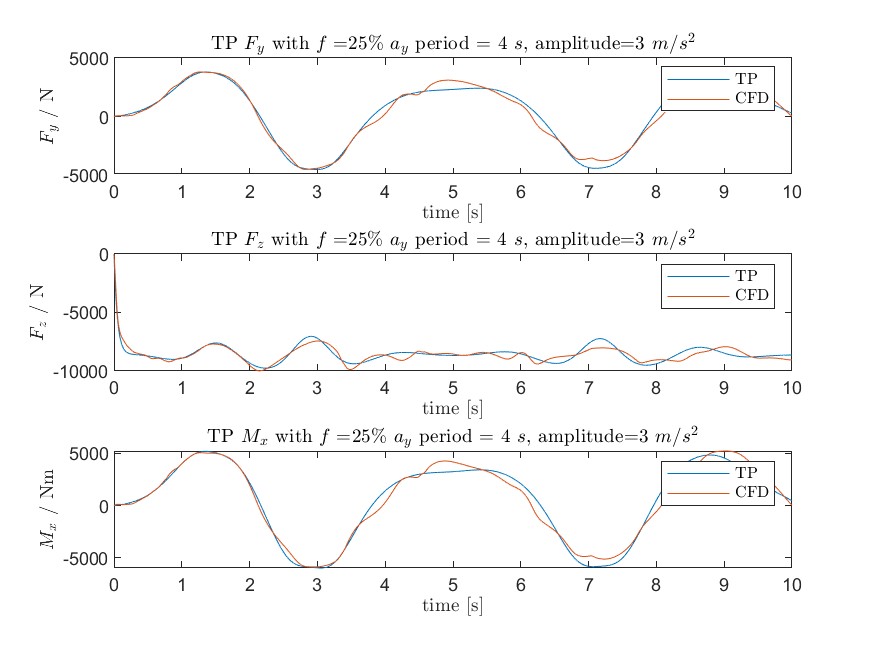 TP F_y with f =25% a_y period = 4 s, amplitude=3 m/s^2
5000
0
-5000
F_y / N
TP
CFD
0 1 2 3 4 5 6 7 8 9 10
time [s]
TP F_z with f =25% a_y period = 4 s, amplitude=3 m/s^2
0
-5000
-10000
F_z / N
TP
CFD
0 1 2 3 4 5 6 7 8 9 10
time [s]
TP M_x with f =25% a_y period = 4 s, amplitude=3 m/s^2
5000
0
-5000
M_x / Nm
TP
CFD
0 1 2 3 4 5 6 7 8 9 10
time [s]